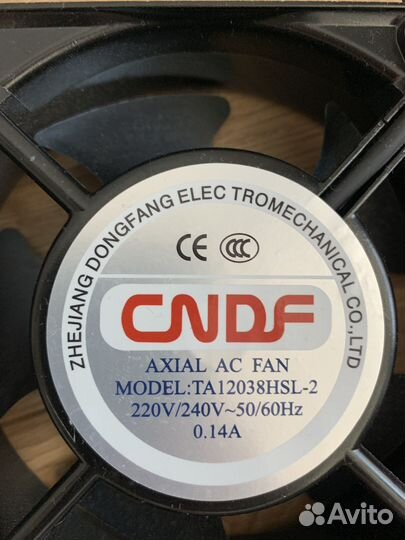 ZHEJIANG DONGFANG ELEC TROMECHANICAL CO.,LTD
CE CCC
CNDF
AXIAL AC FAN
MODEL:TA12038HSL-2
220V/240V~50/60Hz
0.14A
Avito